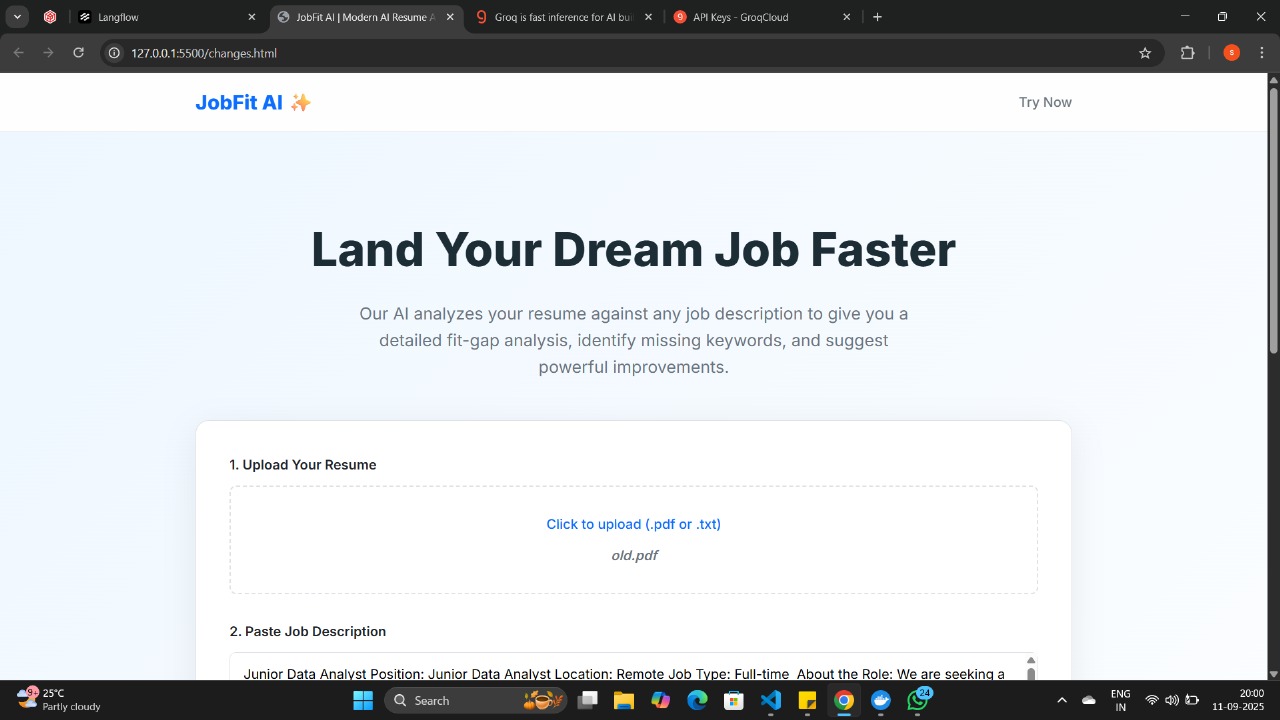 Langflow
JobFit AI | Modern AI Resume A
Groq is fast inference for AI bui
API Keys - GroqCloud
127.0.0.1:5500/changes.html
s
JobFit AI ✨
Try Now
Land Your Dream Job Faster
Our AI analyzes your resume against any job description to give you a
detailed fit-gap analysis, identify missing keywords, and suggest
powerful improvements.
1. Upload Your Resume
Click to upload (.pdf or .txt)
old.pdf
2. Paste Job Description
Junior Data Analyst Position: Junior Data Analyst Location: Remote Job Type: Full-time About the Role: We are seeking a
9+
25°C
Partly cloudy
Search
24
ENG
IN
20:00
11-09-2025